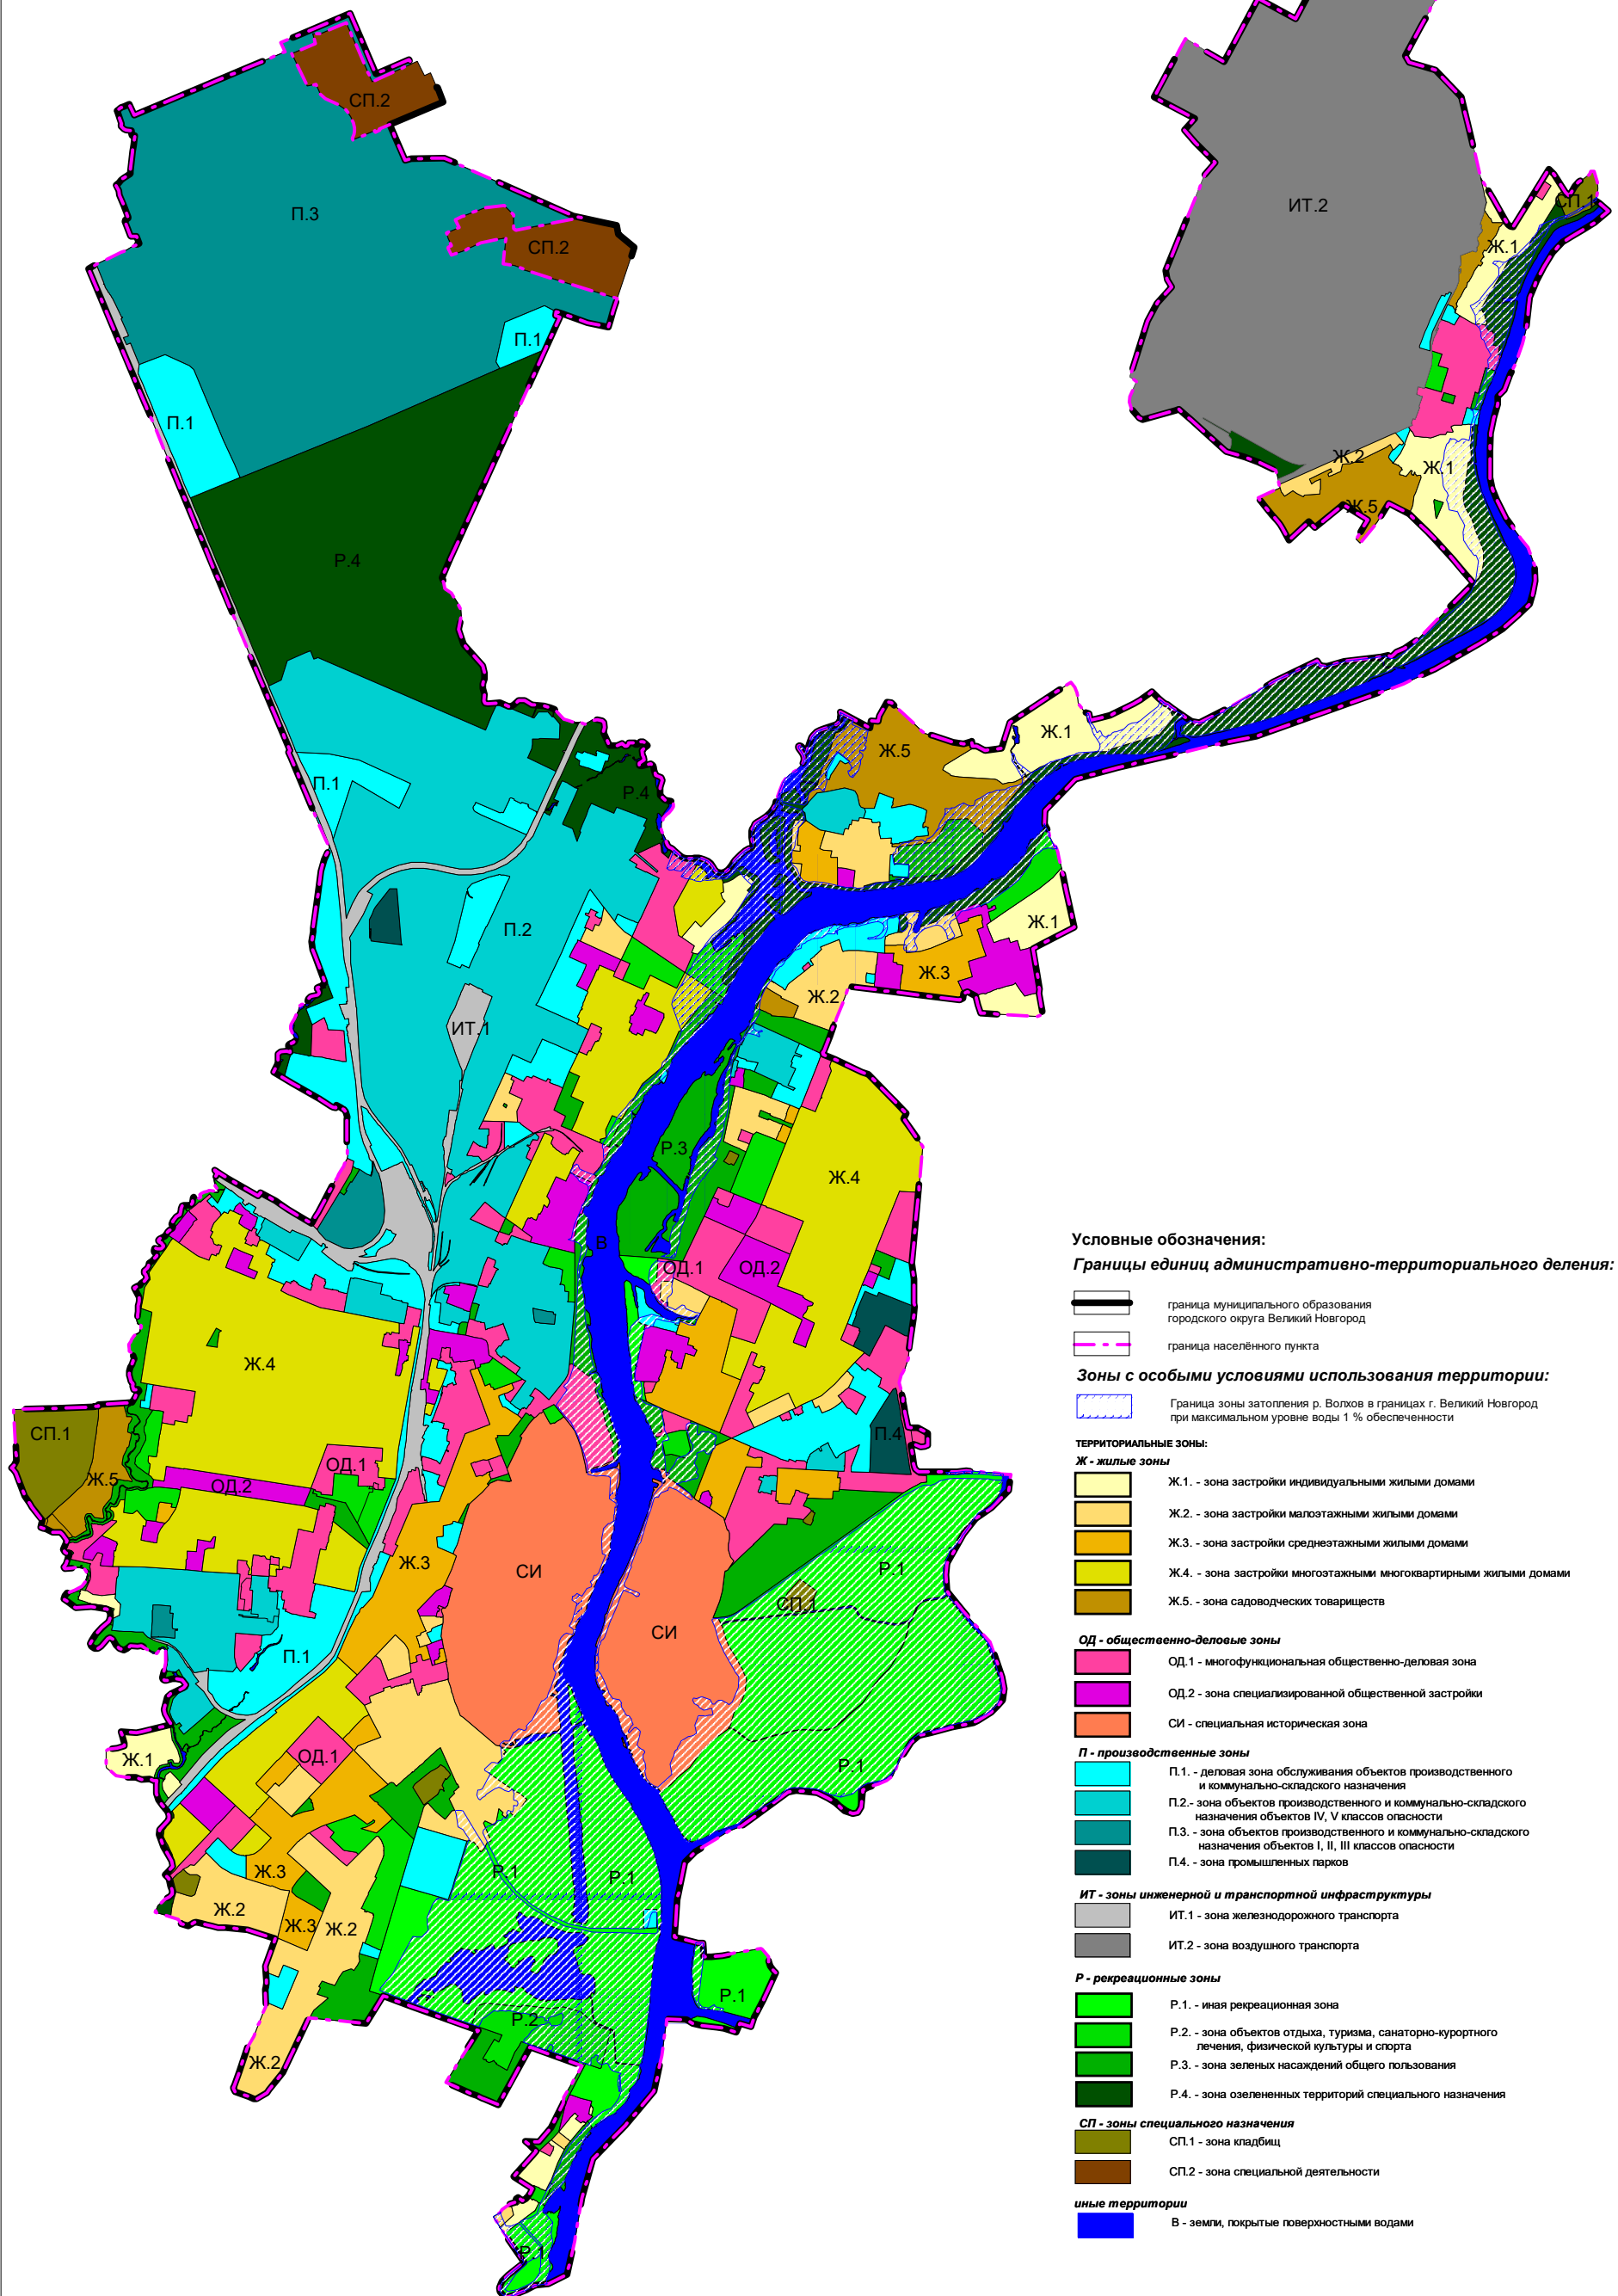 СП.2
П.3
СП.2
П.1
П.1
Р.4
ИТ.2
СП.1
Ж.1
Ж.2
Ж.1
Ж.5
Ж.1
Ж.5
П.1
Р.4
П.2
Ж.1
Ж.3
Ж.2
ИТ.1
Р.3
Ж.4
В
ОД.1
ОД.2
Ж.4
СП.1
П.4
ОД.1
Ж.5
ОД.2
Ж.3
СИ
Р.1
СП.1
СИ
П.1
Ж.1
ОД.1
Р.1
Ж.3
Р.1
Р.1
Ж.2
Ж.3
Ж.2
Р.1
Р.2
Ж.2
Р.1
Условные обозначения:
Границы единиц административно-территориального деления:
граница муниципального образования
городского округа Великий Новгород
граница населённого пункта
Зоны с особыми условиями использования территории:
Граница зоны затопления р. Волхов в границах г. Великий Новгород
при максимальном уровне воды 1 % обеспеченности
ТЕРРИТОРИАЛЬНЫЕ ЗОНЫ:
Ж - жилые зоны
Ж.1. - зона застройки индивидуальными жилыми домами
Ж.2. - зона застройки малоэтажными жилыми домами
Ж.3. - зона застройки среднеэтажными жилыми домами
Ж.4. - зона застройки многоэтажными многоквартирными жилыми домами
Ж.5. - зона садоводческих товариществ
ОД - общественно-деловые зоны
ОД.1 - многофункциональная общественно-деловая зона
ОД.2 - зона специализированной общественной застройки
СИ - специальная историческая зона
П - производственные зоны
П.1. - деловая зона обслуживания объектов производственного
и коммунально-складского назначения
П.2.- зона объектов производственного и коммунально-складского
назначения объектов IV, V классов опасности
П.3. - зона объектов производственного и коммунально-складского
назначения объектов I, II, III классов опасности
П.4. - зона промышленных парков
ИТ - зоны инженерной и транспортной инфраструктуры
ИТ.1 - зона железнодорожного транспорта
ИТ.2 - зона воздушного транспорта
Р - рекреационные зоны
Р.1. - иная рекреационная зона
Р.2. - зона объектов отдыха, туризма, санаторно-курортного
лечения, физической культуры и спорта
Р.3. - зона зеленых насаждений общего пользования
Р.4. - зона озелененных территорий специального назначения
СП - зоны специального назначения
СП.1 - зона кладбищ
СП.2 - зона специальной деятельности
иные территории
В - земли, покрытые поверхностными водами